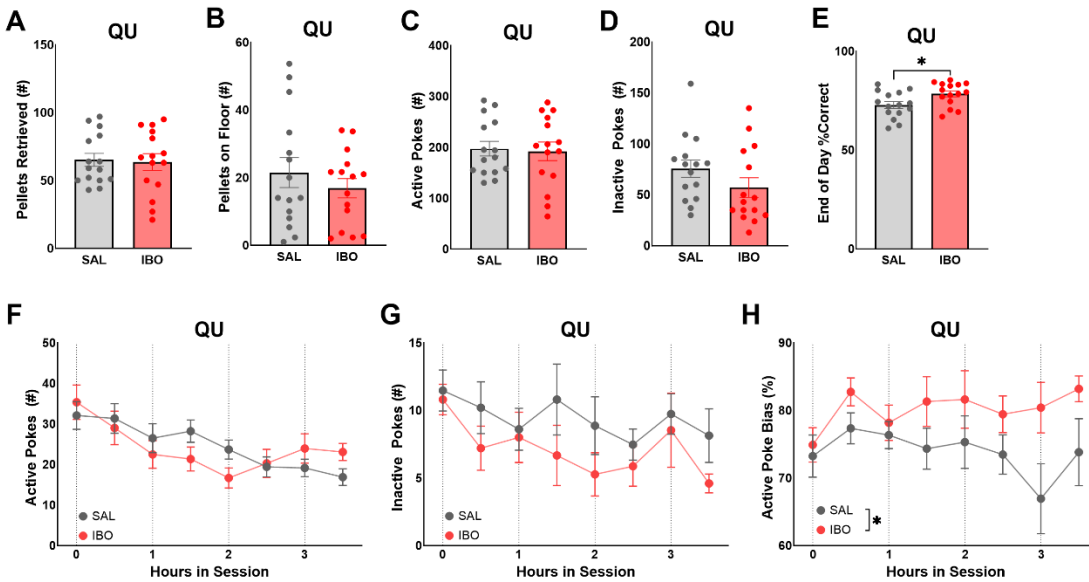 A
QU
Pellets Retrieved (#)
150
100
50
0
SAL
IBO
B
QU
Pellets on Floor (#)
60
40
20
0
SAL
IBO
C
QU
Active Pokes (#)
400
300
200
100
0
SAL
IBO
D
QU
Inactive Pokes (#)
200
150
100
50
0
SAL
IBO
E
QU
End of Day %Correct
100
50
0
*
SAL
IBO
F
QU
Active Pokes (#)
50
40
30
20
10
0
SAL
IBO
0
1
2
3
Hours in Session
G
QU
Inactive Pokes (#)
15
10
5
0
SAL
IBO
0
1
2
3
Hours in Session
H
QU
Active Poke Bias (%)
90
80
70
60
SAL
IBO
*
0
1
2
3
Hours in Session